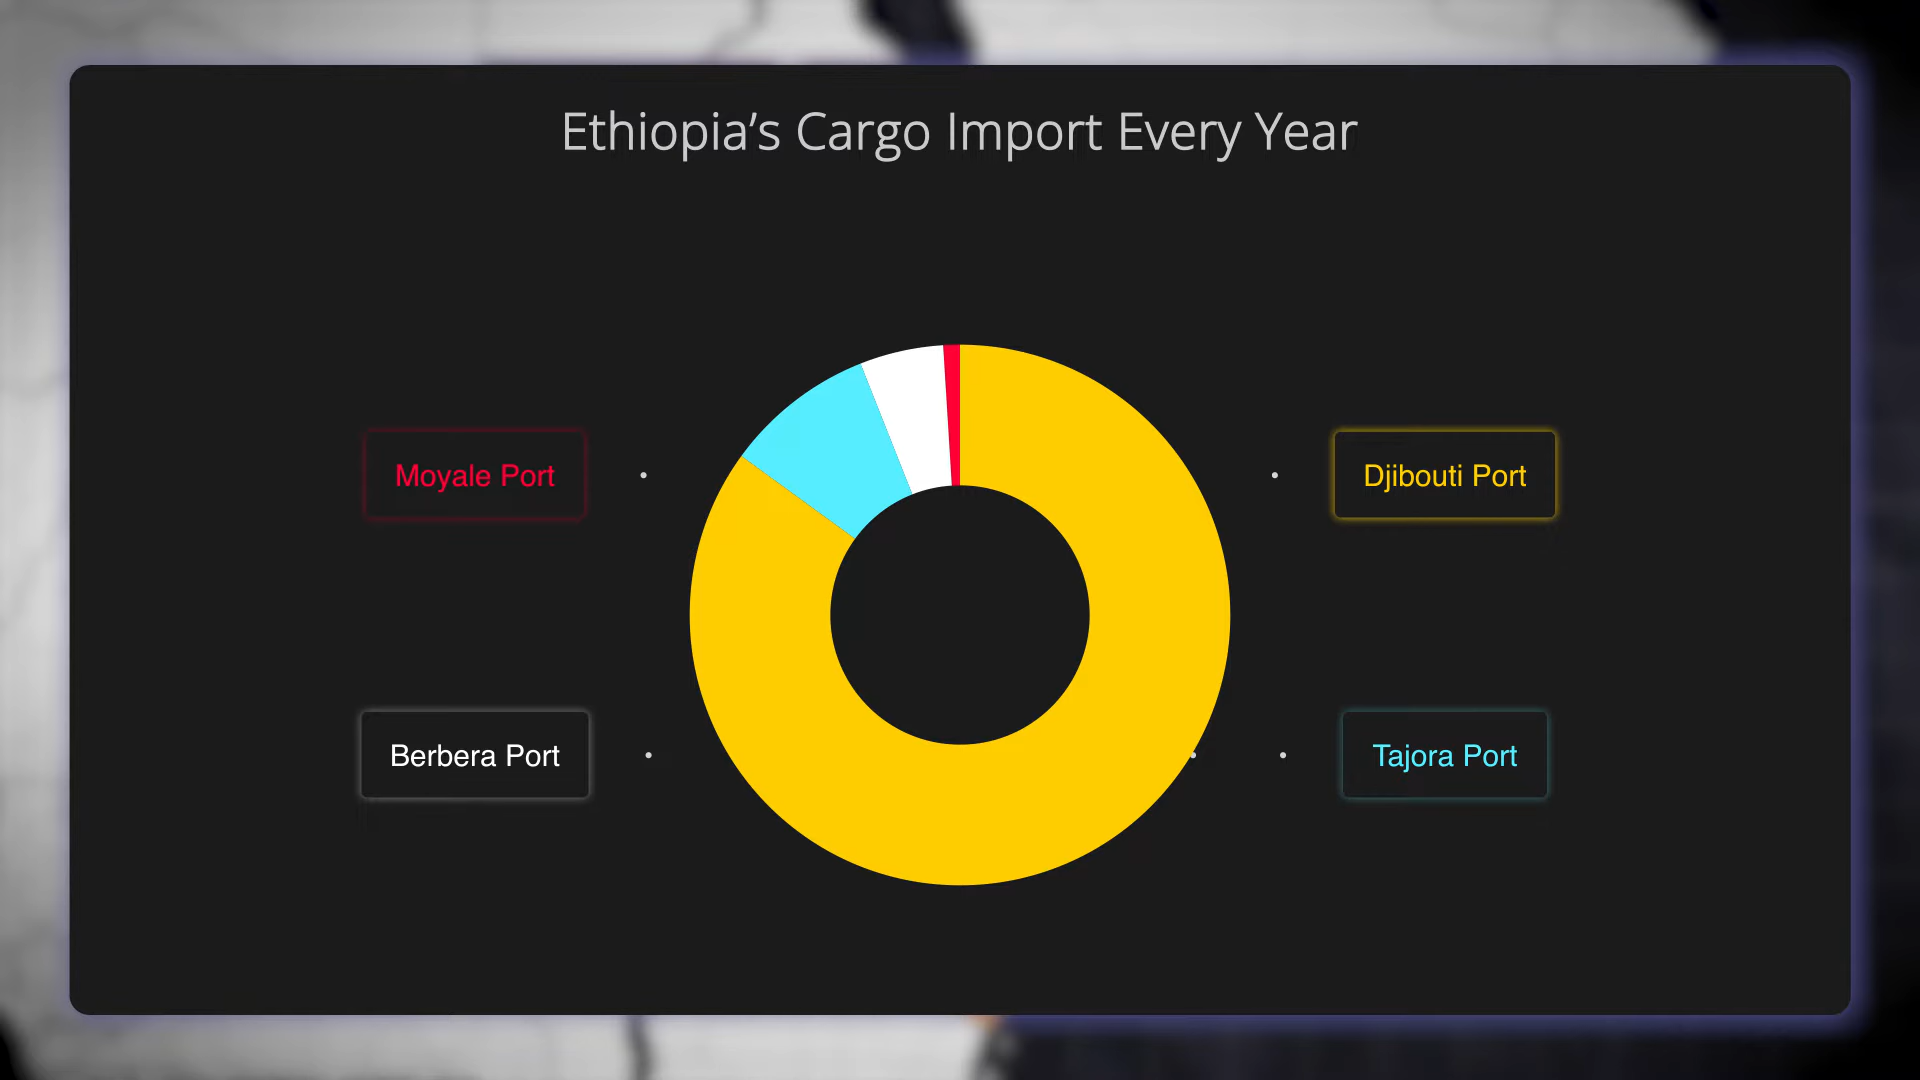 Ethiopia’s Cargo Import Every Year
Moyale Port
Djibouti Port
Berbera Port
Tajora Port